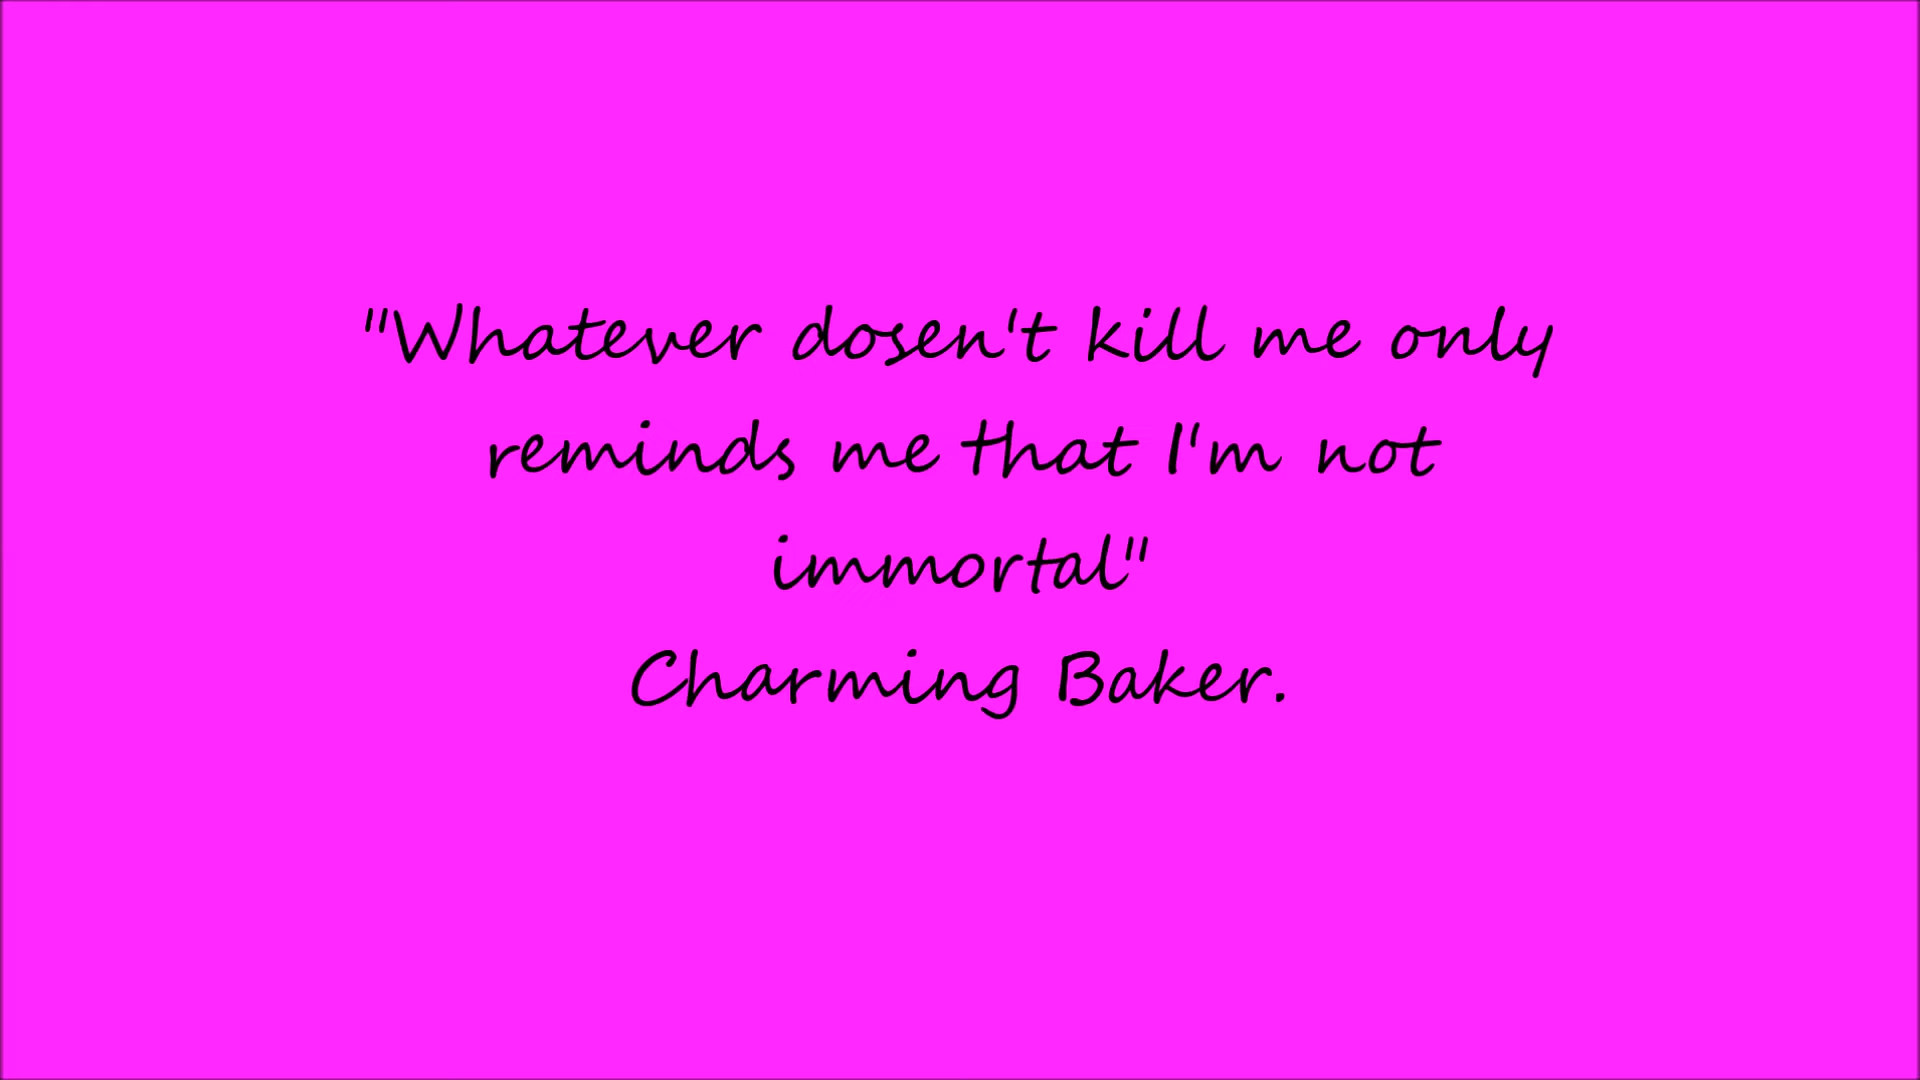 "Whatever dosen't kill me only
reminds me that I'm not
immortal"
Charming Baker.